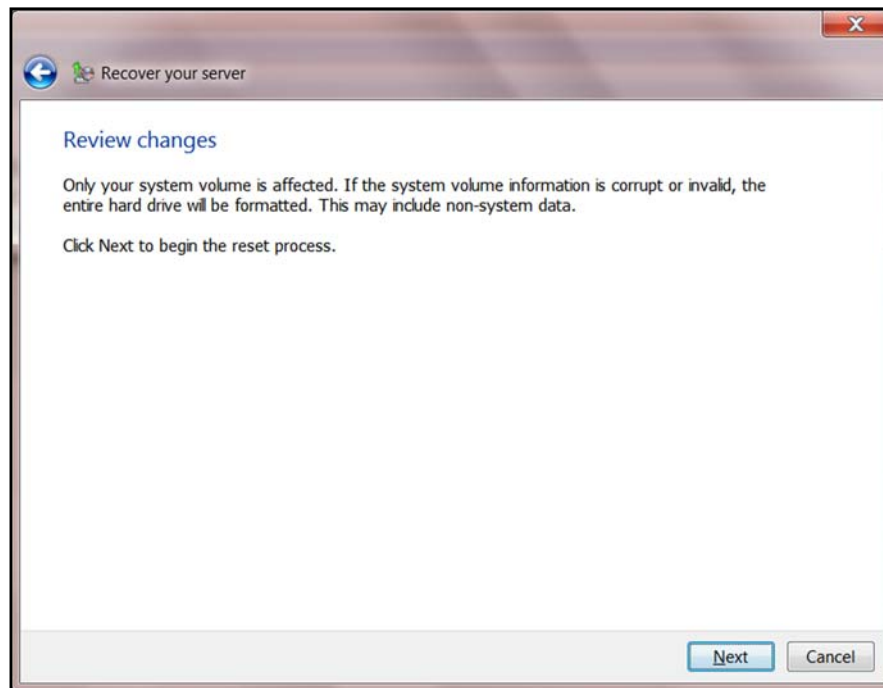 Recover your server
Review changes
Only your system volume is affected. If the system volume information is corrupt or invalid, the
entire hard drive will be formatted. This may include non-system data.
Click Next to begin the reset process.
Next Cancel